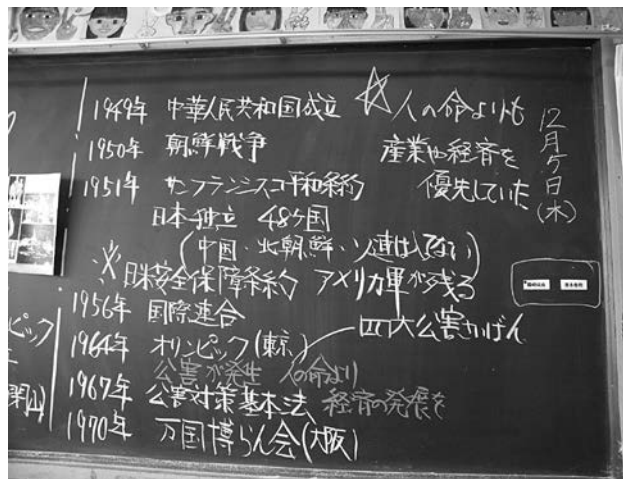 1949年 中華人民共和国成立
1950年 朝鮮戦争
1951年 サンフランシスコ平和条約
日本独立 48ケ国
(中国・北朝鮮・ソ連は入ってない)
※日米安全保障条約 アメリカ軍が残る
1956年 国際連合
1964年 オリンピック(東京)
四大公害
公害が発生 人の命より
1967年 公害対策基本法 経済の発展を
1970年 万国博らん会(大阪)
☆人の命よりも
産業や経済を
優先していた
12月5日(木)
ピック